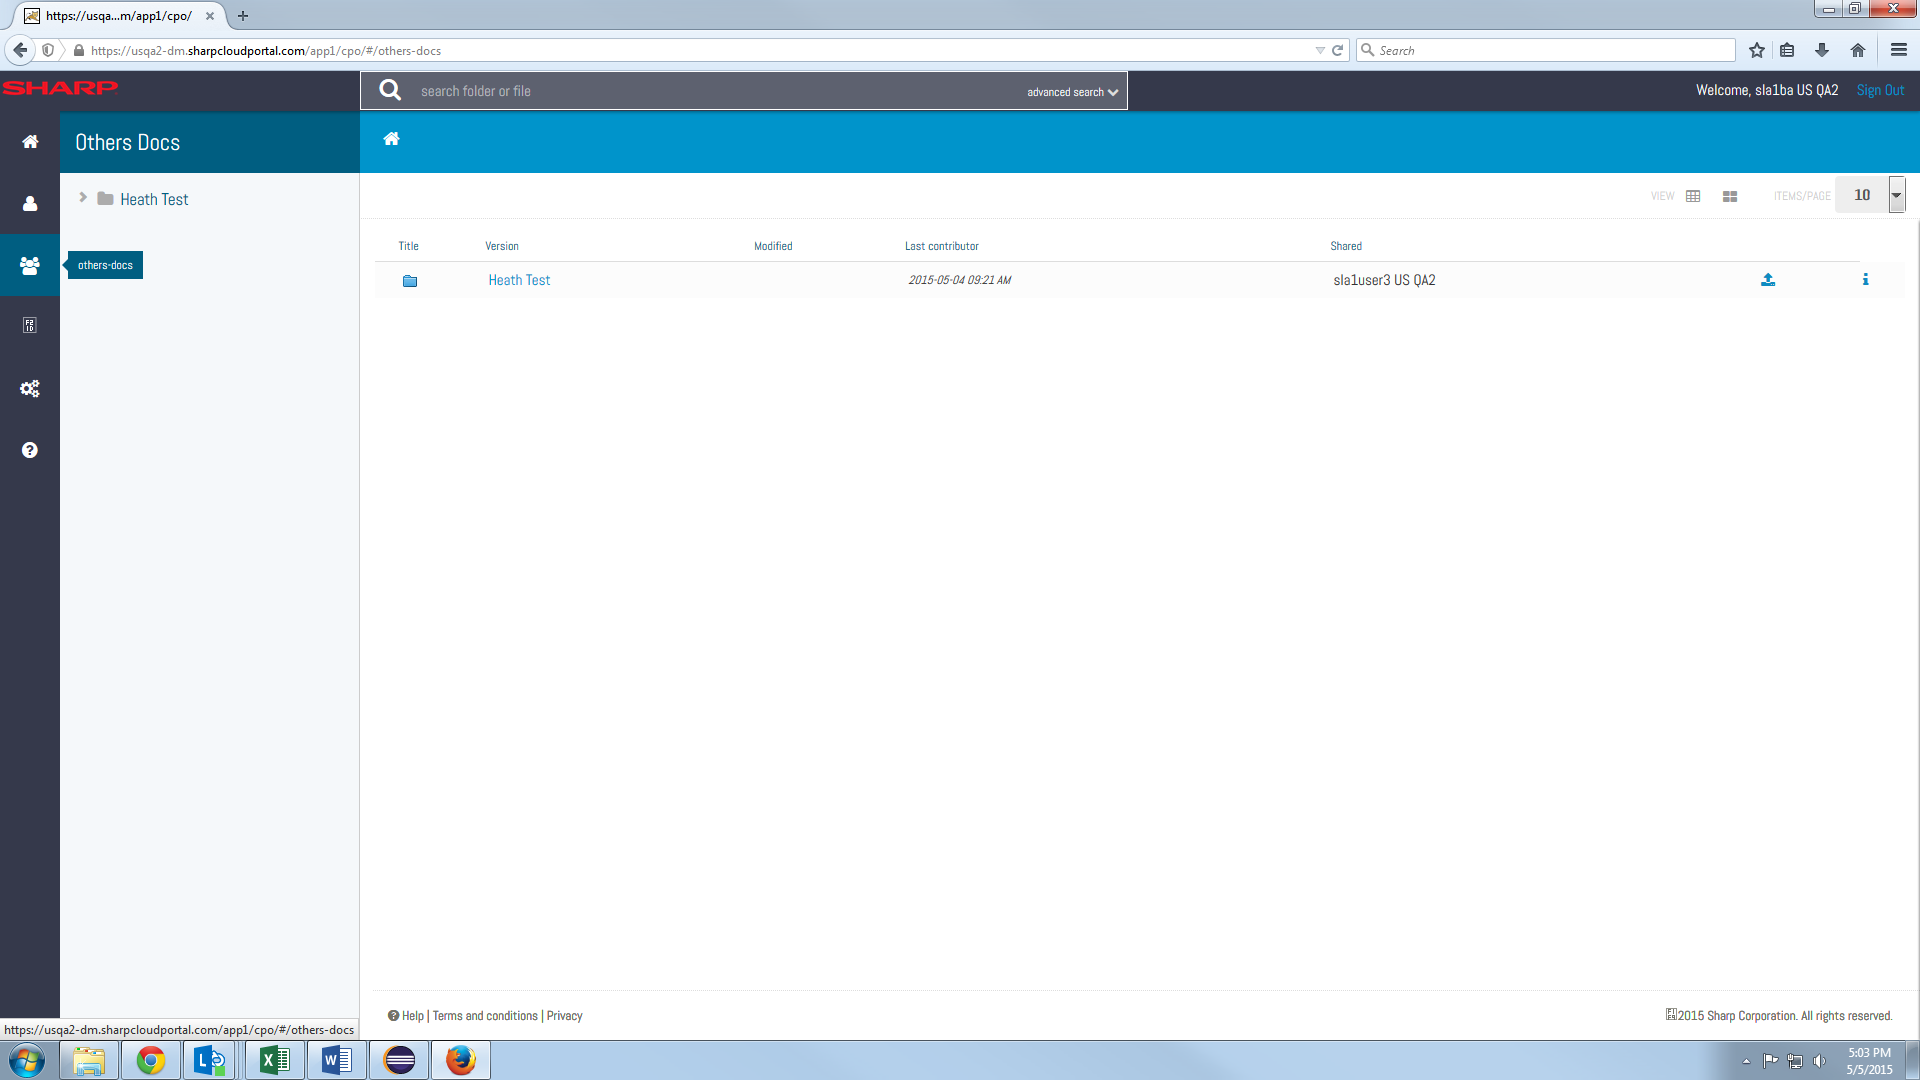 https://usqa...m/app1/cpo/
https://usqa2-dm.sharpcloudportal.com/app1/cpo/#/others-docs
Search
SHARP
search folder or file
advanced search
Welcome, sla1ba US QA2
Sign Out
Others Docs
Heath Test
VIEW
ITEMS/PAGE
10
others-docs
Title
Version
Modified
Last contributor
Shared
Heath Test
2015-05-04 09:21 AM
sla1user3 US QA2
Help | Terms and conditions | Privacy
2015 Sharp Corporation. All rights reserved.
https://usqa2-dm.sharpcloudportal.com/app1/cpo/#/others-docs
5:03 PM
5/5/2015